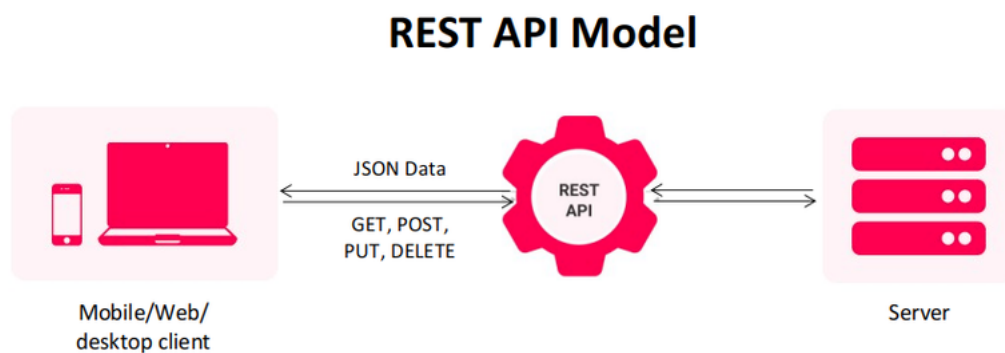 REST API Model
JSON Data
GET, POST,
PUT, DELETE
REST
API
Mobile/Web/
desktop client
Server